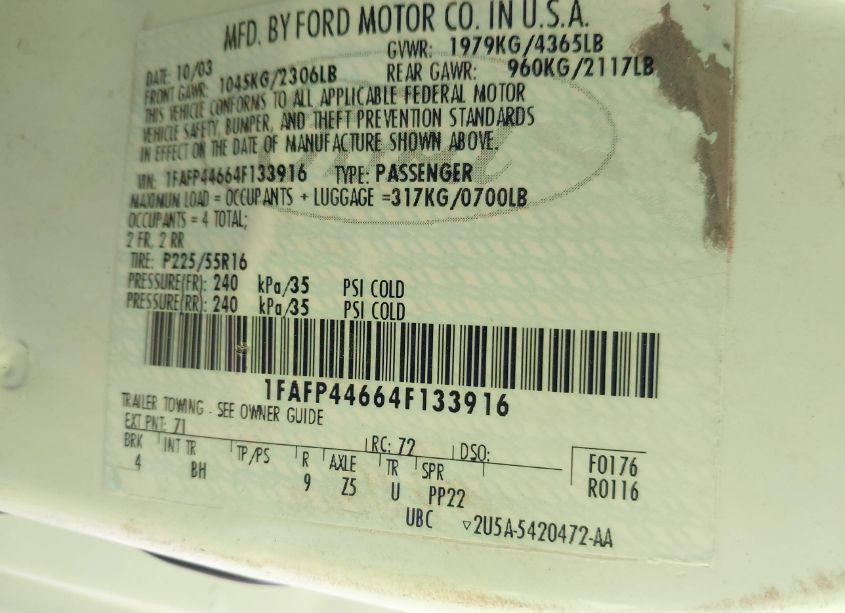 MFD. BY FORD MOTOR CO. IN U.S.A.
DATE: 10/03 GVWR: 1979KG/4365LB
FRONT GAWR: 1045KG/2306LB REAR GAWR: 960KG/2117LB
THIS VEHICLE CONFORMS TO ALL APPLICABLE FEDERAL MOTOR
VEHICLE SAFETY, BUMPER, AND THEFT PREVENTION STANDARDS
IN EFFECT ON THE DATE OF MANUFACTURE SHOWN ABOVE.
VIN: 1FAFP44664F133916 TYPE: PASSENGER
MAXIMUM LOAD = OCCUPANTS + LUGGAGE =317KG/0700LB
OCCUPANTS = 4 TOTAL;
2 FR, 2 RR
TIRE: P225/55R16
PRESSURE(FR): 240 kPa/35 PSI COLD
PRESSURE(RR): 240 kPa/35 PSI COLD
1FAFP44664F133916
TRAILER TOWING - SEE OWNER GUIDE
EXT PNT: 71 RC: 72 DSO: F0176
BRK INT TR TP/PS R AXLE TR SPR R0116
4 BH 9 Z5 U PP22
UBC ▽2U5A-5420472-AA